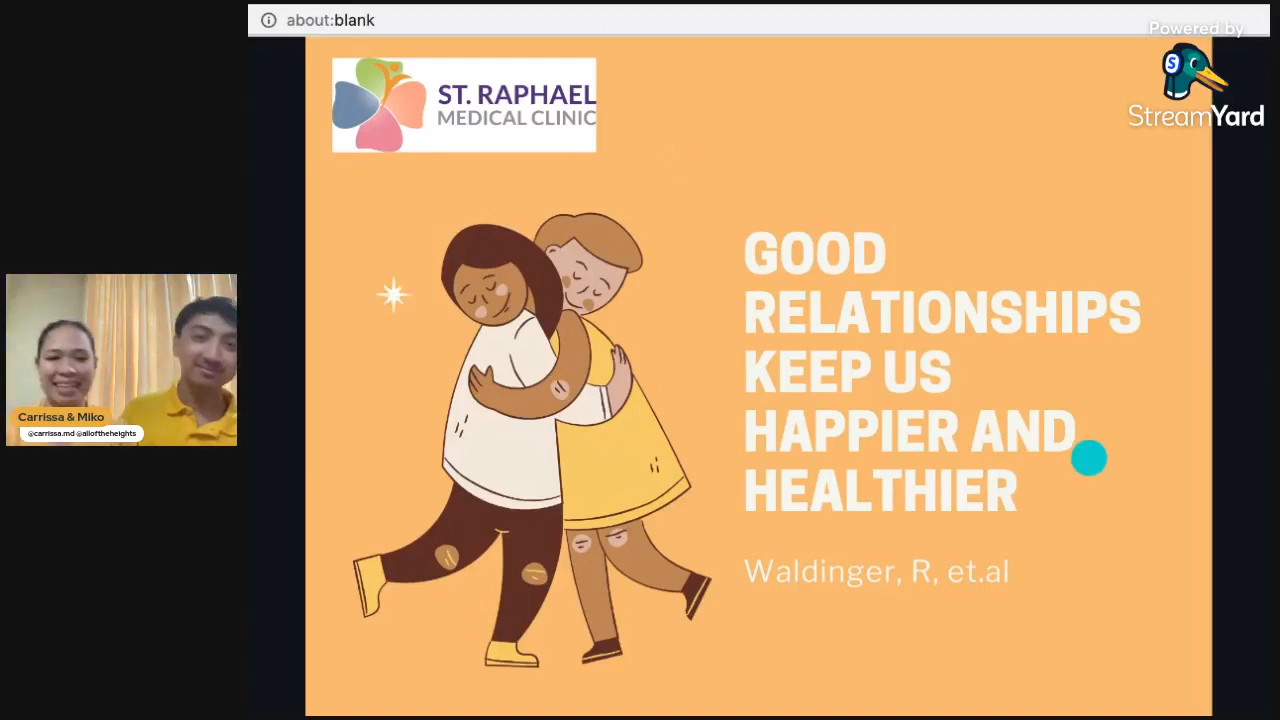 about:blank
Powered by
StreamYard
S
ST. RAPHAEL
MEDICAL CLINIC
GOOD
RELATIONSHIPS
KEEP US
HAPPIER AND
HEALTHIER
Waldinger, R, et.al
Carrissa & Miko
@carrissa.md @alloftheheights